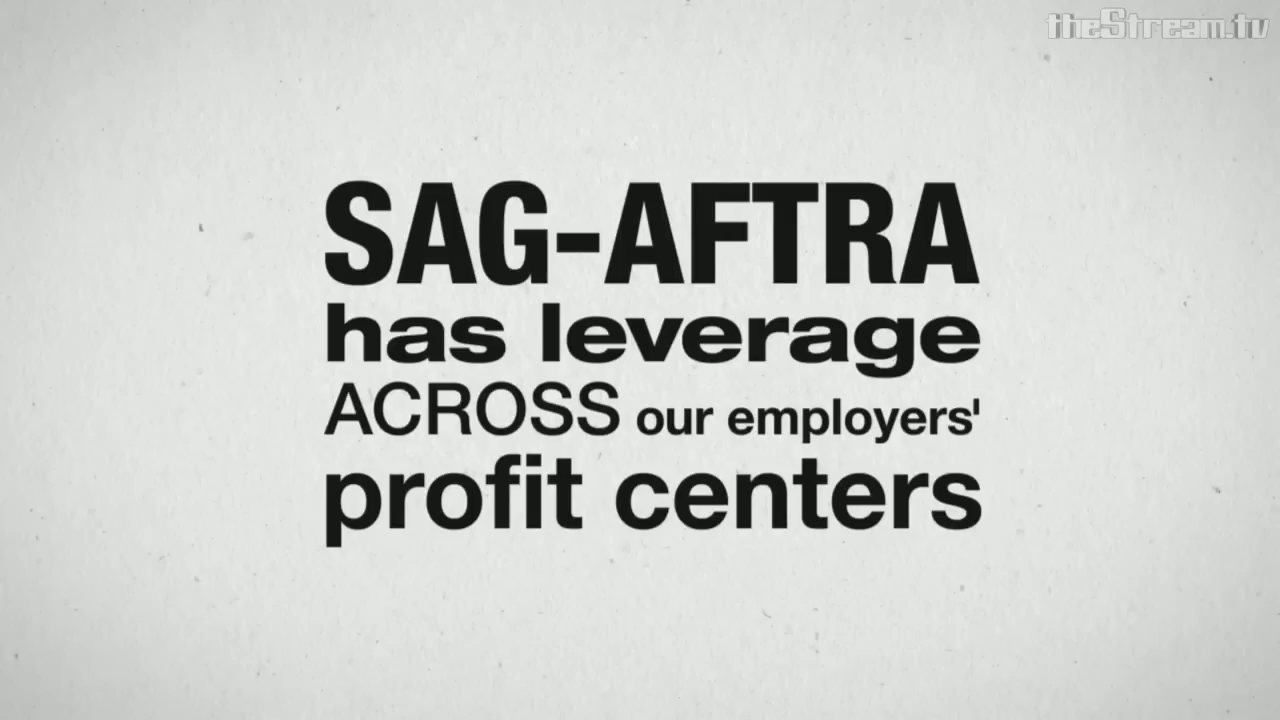 theStream.tv
SAG-AFTRA
has leverage
ACROSS our employers'
profit centers